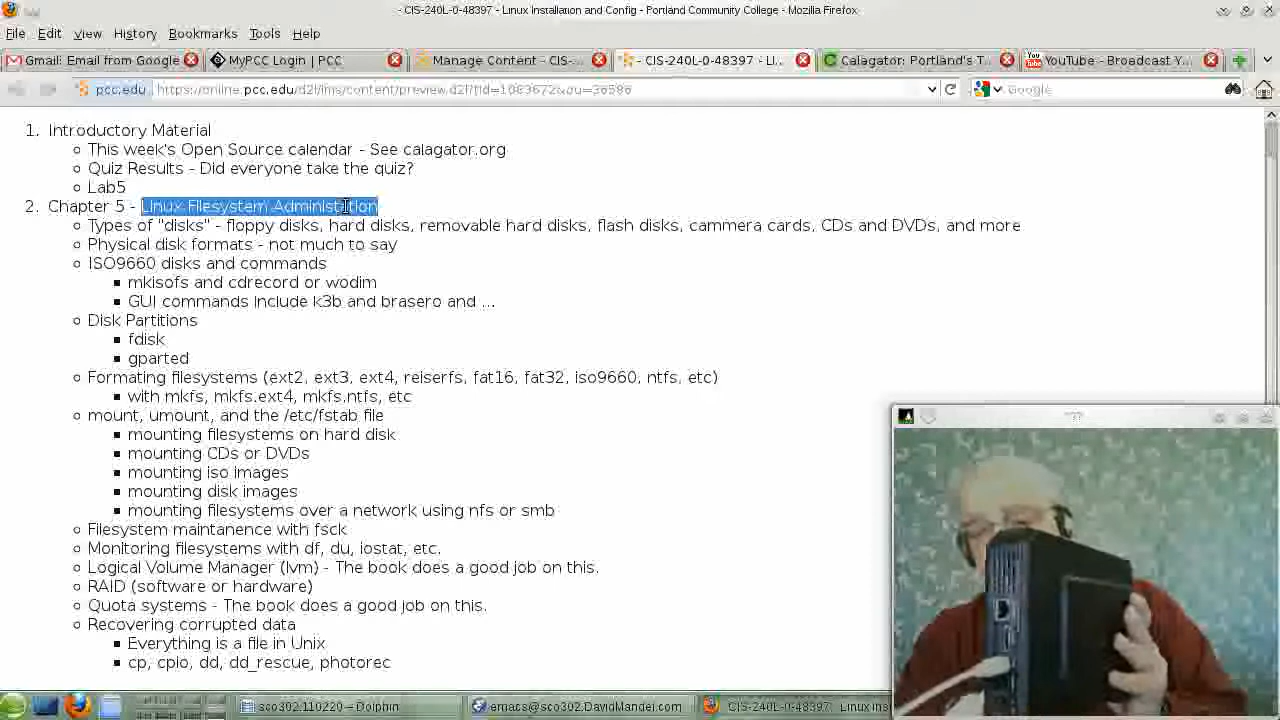 - CIS-240L-0-48397 - Linux Installation and Config - Portland Community College - Mozilla Firefox
File Edit View History Bookmarks Tools Help
Gmail: Email from Google MyPCC Login | PCC Manage Content - CIS-... - CIS-240L-0-48397 - LI... Calagator: Portland's T... YouTube - Broadcast Y...
pcc.edu Google
1. Introductory Material
This week's Open Source calendar - See calagator.org
Quiz Results - Did everyone take the quiz?
Lab5
2. Chapter 5 - Linux Filesystem Administation
Types of "disks" - floppy disks, hard disks, removable hard disks, flash disks, cammera cards, CDs and DVDs, and more
Physical disk formats - not much to say
ISO9660 disks and commands
mkisofs and cdrecord or wodim
GUI commands include k3b and brasero and ...
Disk Partitions
fdisk
gparted
Formating filesystems (ext2, ext3, ext4, reiserfs, fat16, fat32, iso9660, ntfs, etc)
with mkfs, mkfs.ext4, mkfs.ntfs, etc
mount, umount, and the /etc/fstab file
mounting filesystems on hard disk
mounting CDs or DVDs
mounting iso images
mounting disk images
mounting filesystems over a network using nfs or smb
Filesystem maintanence with fsck
Monitoring filesystems with df, du, iostat, etc.
Logical Volume Manager (lvm) - The book does a good job on this.
RAID (software or hardware)
Quota systems - The book does a good job on this.
Recovering corrupted data
Everything is a file in Unix
cp, cpio, dd, dd_rescue, photorec
sco302.110220 - Dolphin emacs@sco302.DavidMandel.com - CIS-240L-0-48397 - Linux Ins